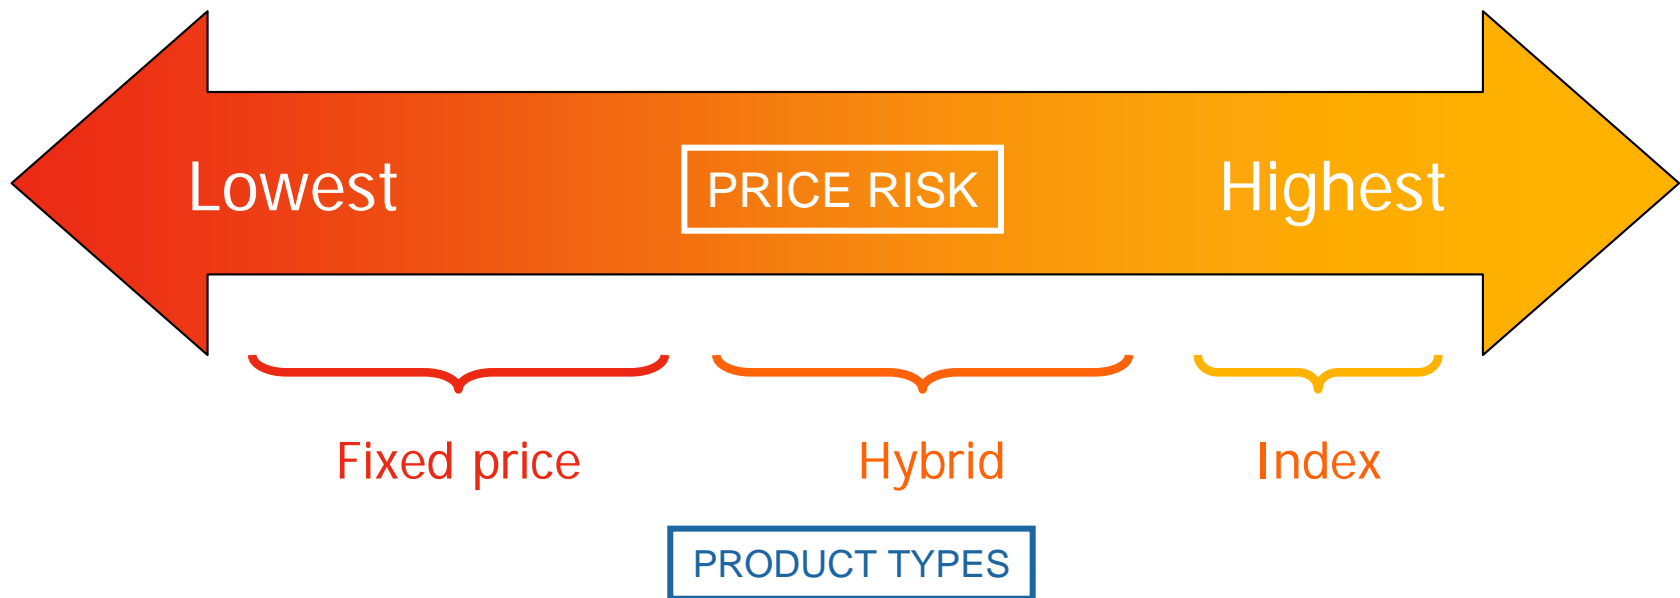 Lowest
PRICE RISK
Highest
Fixed price
Hybrid
Index
PRODUCT TYPES